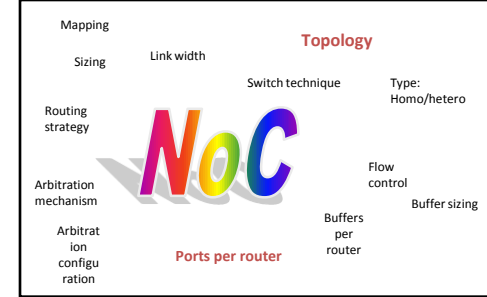 Mapping
Topology
Sizing
Link width
Switch technique
Type:
Homo/hetero
Routing
strategy
NoC
Flow
control
Arbitration
mechanism
Buffer sizing
Buffers
per
router
Arbitrat
ion
configu
ration
Ports per router